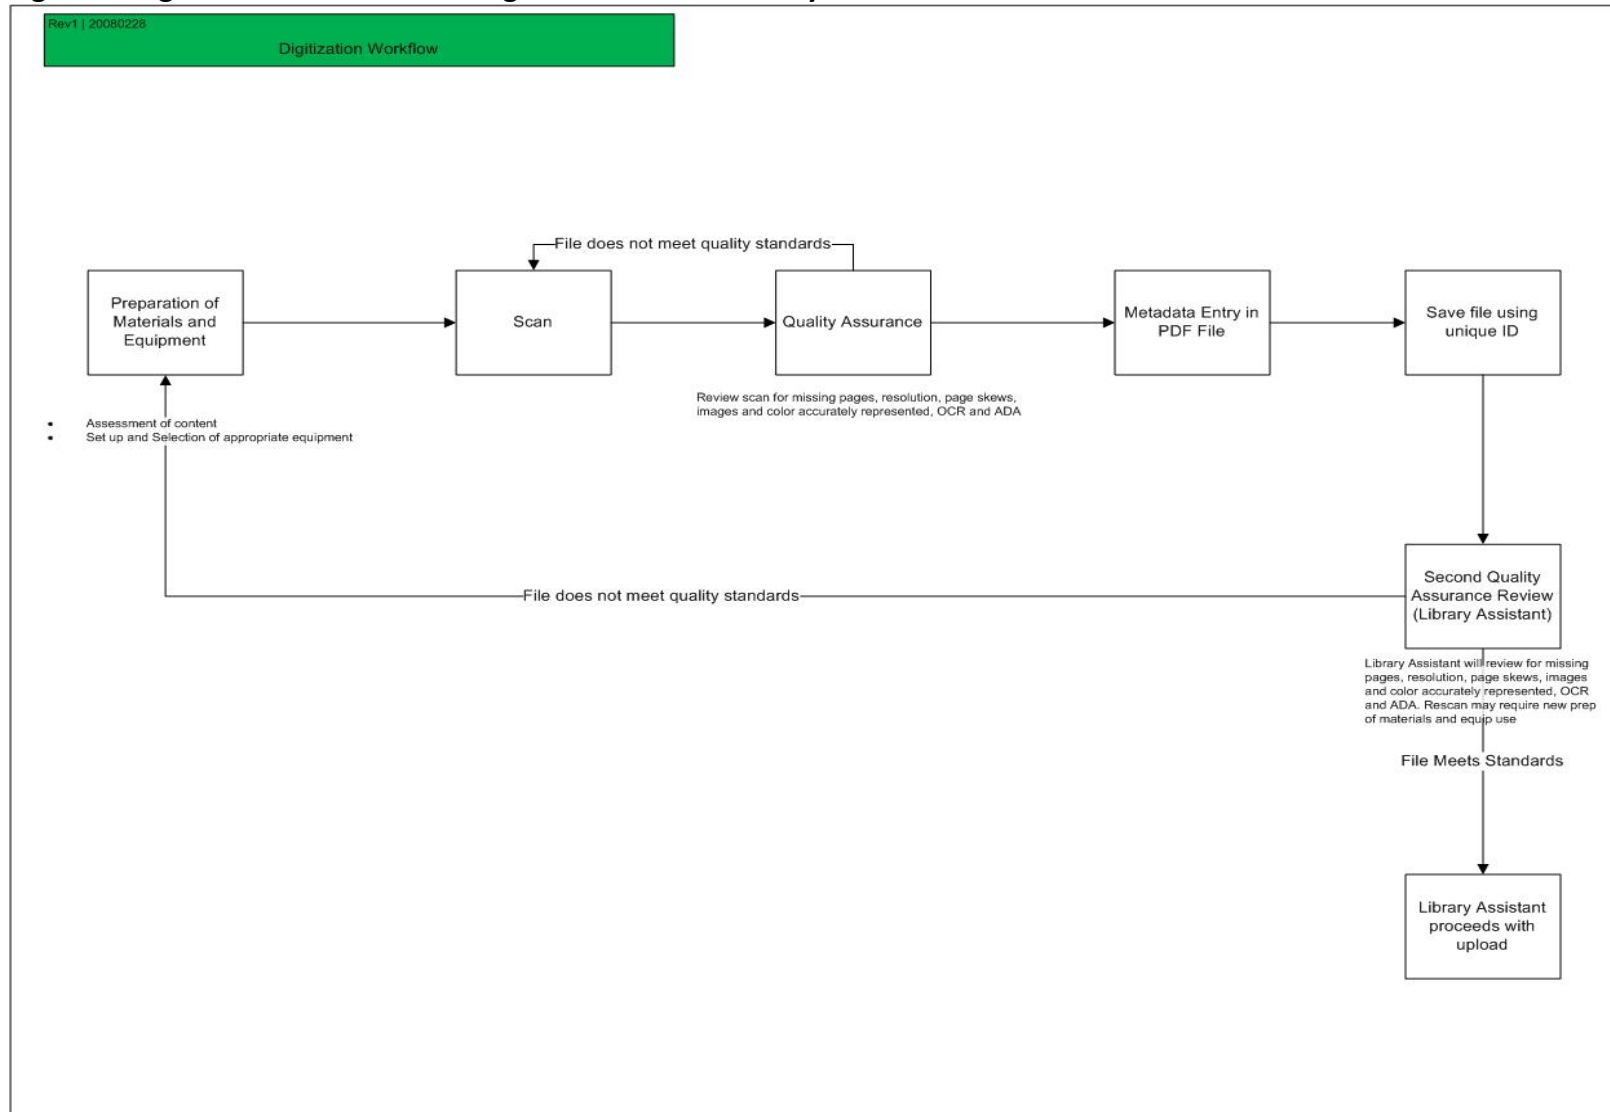 Rev1 | 20080228
Digitization Workflow
File does not meet quality standards
Preparation of
Materials and
Equipment
Scan
Quality Assurance
Metadata Entry in
PDF File
Save file using
unique ID
Review scan for missing pages, resolution, page skews,
images and color accurately represented, OCR and ADA
• Assessment of content
• Set up and Selection of appropriate equipment
File does not meet quality standards
Second Quality
Assurance Review
(Library Assistant)
Library Assistant will review for missing
pages, resolution, page skews, images
and color accurately represented, OCR
and ADA. Rescan may require new prep
of materials and equip use
File Meets Standards
Library Assistant
proceeds with
upload